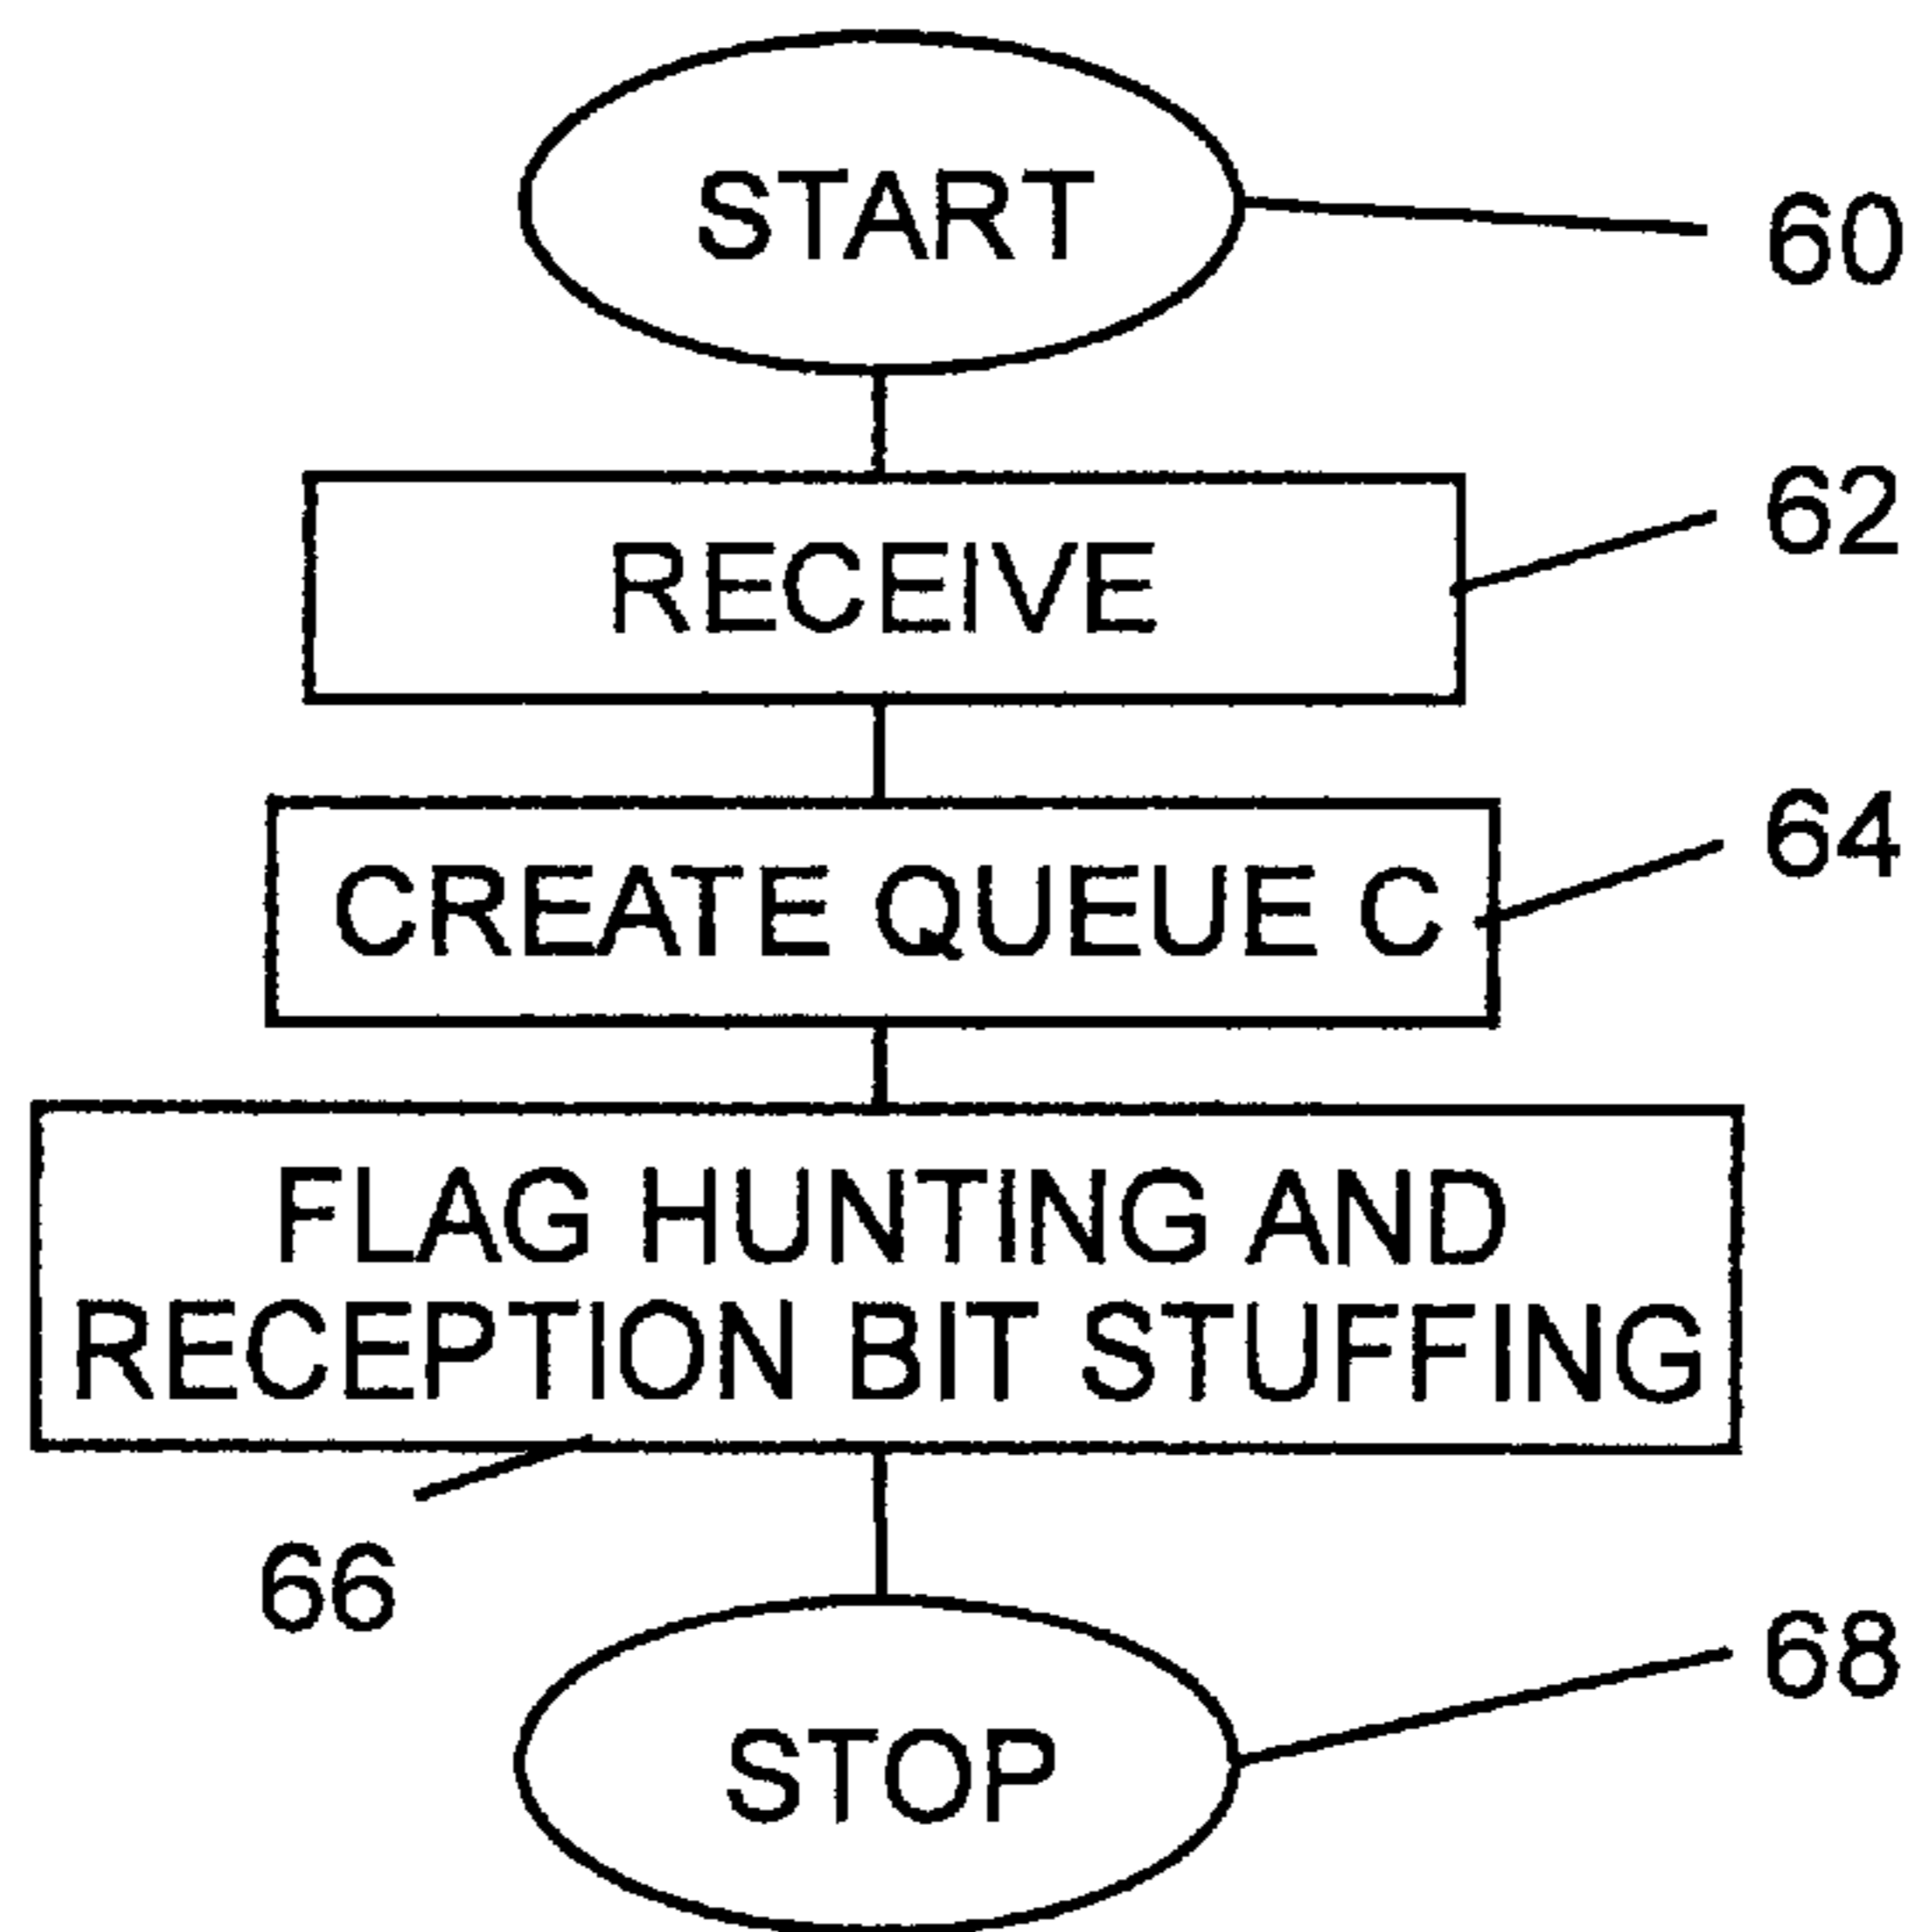 START
60
RECEIVE
62
CREATE QUEUE C
64
FLAG HUNTING AND
RECEPTION BIT STUFFING
66
STOP
68